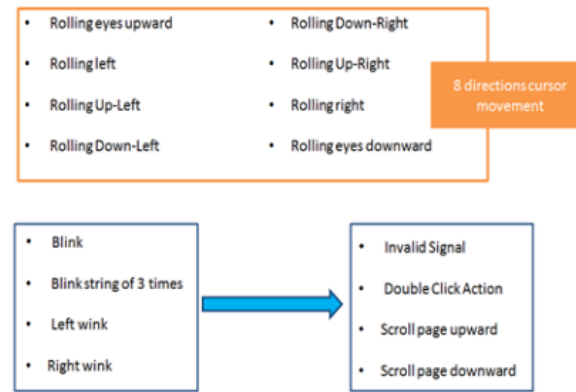 Rolling eyes upward
Rolling left
Rolling Up-Left
Rolling Down-Left
Rolling Down-Right
Rolling Up-Right
Rolling right
Rolling eyes downward
8 directions cursor
movement
Blink
Blink string of 3 times
Left wink
Right wink
Invalid Signal
Double Click Action
Scroll page upward
Scroll page downward